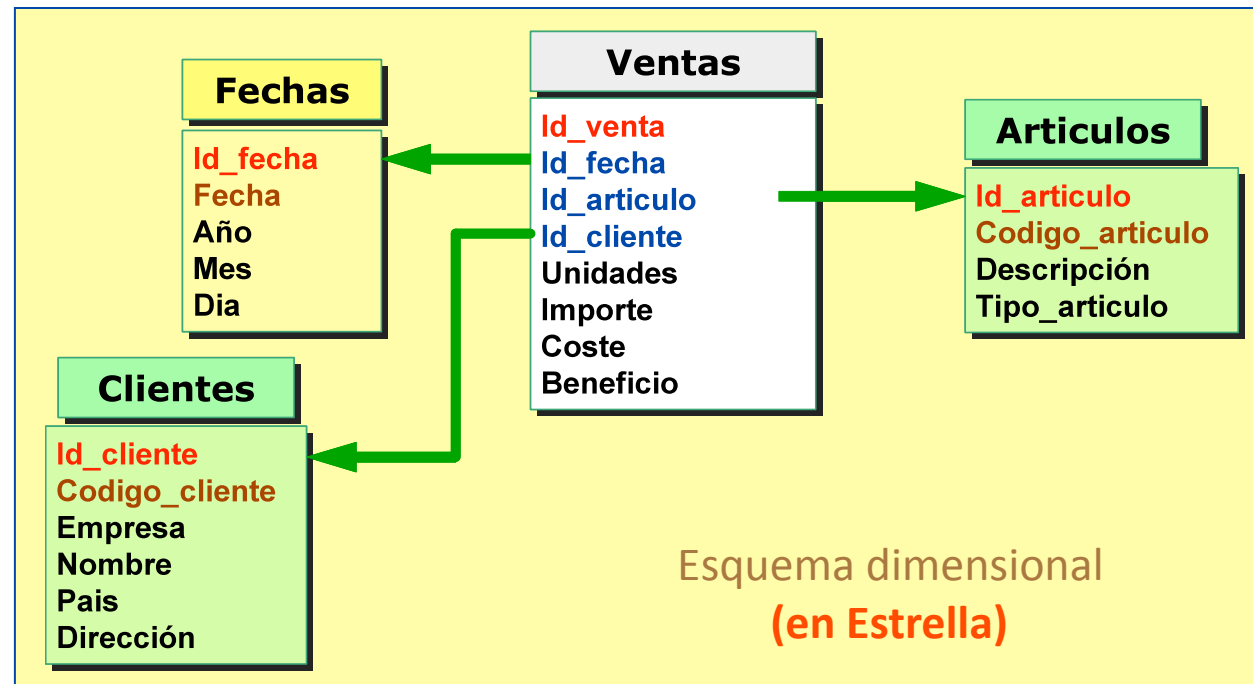 Fechas
Id_fecha
Fecha
Año
Mes
Dia
Ventas
Id_venta
Id_fecha
Id_articulo
Id_cliente
Unidades
Importe
Coste
Beneficio
Articulos
Id_articulo
Codigo_articulo
Descripción
Tipo_articulo
Clientes
Id_cliente
Codigo_cliente
Empresa
Nombre
Pais
Dirección
Esquema dimensional
(en Estrella)